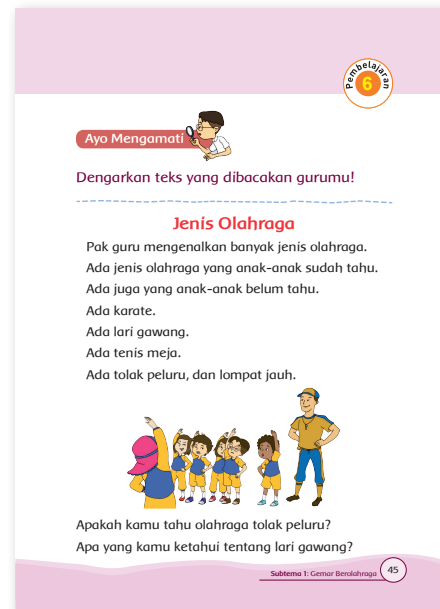 Pembelajaran
6
Ayo Mengamati
Dengarkan teks yang dibacakan gurumu!
Jenis Olahraga
Pak guru mengenalkan banyak jenis olahraga.
Ada jenis olahraga yang anak-anak sudah tahu.
Ada juga yang anak-anak belum tahu.
Ada karate.
Ada lari gawang.
Ada tenis meja.
Ada tolak peluru, dan lompat jauh.
Apakah kamu tahu olahraga tolak peluru?
Apa yang kamu ketahui tentang lari gawang?
Subtema 1: Gemar Berolahraga
45